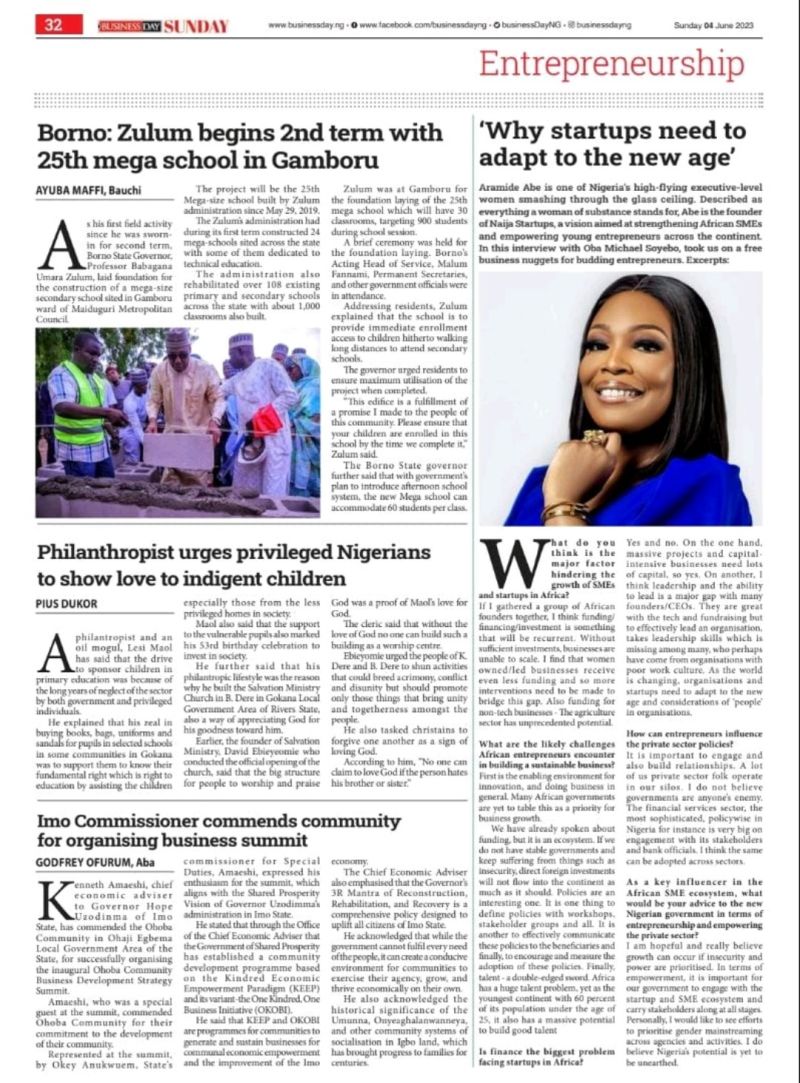 32
BUSINESS DAY SUNDAY
www.businessday.ng • www.facebook.com/businessdayng • businessDayNG • @businessdayng
Sunday 04 June 2023
Entrepreneurship
Borno: Zulum begins 2nd term with
25th mega school in Gamboru
AYUBA MAFFI, Bauchi
As his first field activity
since he was sworn-
in for second term,
Borno State Governor,
Professor Babagana
Umara Zulum, laid foundation for
the construction of a mega-size
secondary school sited in Gamboru
ward of Maiduguri Metropolitan
Council.
The project will be the 25th
Mega-size school built by Zulum
administration since May 29, 2019.
The Zulum's administration had
during its first term constructed 24
mega-schools sited across the state
with some of them dedicated to
technical education.
The administration also
rehabilitated over 108 existing
primary and secondary schools
across the state with about 1,000
classrooms also built.
Zulum was at Gamboru for
the foundation laying of the 25th
mega school which will have 30
classrooms, targeting 900 students
during school session.
A brief ceremony was held for
the foundation laying. Borno's
Acting Head of Service, Malum
Fannami, Permanent Secretaries,
and other government officials were
in attendance.
Addressing residents, Zulum
explained that the school is to
provide immediate enrollment
access to children hitherto walking
long distances to attend secondary
schools.
The governor urged residents to
ensure maximum utilisation of the
project when completed.
"This edifice is a fulfillment of
a promise I made to the people of
this community. Please ensure that
your children are enrolled in this
school by the time we complete it,"
Zulum said.
The Borno State governor
further said that with government's
plan to introduce afternoon school
system, the new Mega school can
accommodate 60 students per class.
Philanthropist urges privileged Nigerians
to show love to indigent children
PIUS DUKOR
A philantropist and an
oil mogul, Lesi Maol
has said that the drive
to sponsor children in
primary education was because of
the long years of neglect of the sector
by both government and privileged
individuals.
He explained that his zeal in
buying books, bags, uniforms and
sandals for pupils in selected schools
in some communities in Gokana
was to support them to know their
fundamental right which is right to
education by assisting the children
especially those from the less
privileged homes in society.
Maol also said that the support
to the vulnerable pupils also marked
his 53rd birthday celebration to
invest in society.
He further said that his
philantropic lifestyle was the reason
why he built the Salvation Ministry
Church in B. Dere in Gokana Local
Government Area of Rivers State,
also a way of appreciating God for
his goodness toward him.
Earlier, the founder of Salvation
Ministry, David Ebieyomie who
conducted the official opening of the
church, said that the big structure
for people to worship and praise
God was a proof of Maol's love for
God.
The cleric said that without the
love of God no one can build such a
building as a worship centre.
Ebieyomie urged the people of K.
Dere and B. Dere to shun activities
that could breed acrimony, conflict
and disunity but should promote
only those things that bring unity
and togetherness amongst the
people.
He also tasked christains to
forgive one another as a sign of
loving God.
According to him, "No one can
claim to love God if the person hates
his brother or sister."
Imo Commissioner commends community
for organising business summit
GODFREY OFURUM, Aba
Kenneth Amaeshi, chief
economic adviser
to Governor Hope
Uzodinma of Imo
State, has commended the Ohoba
Community in Ohaji Egbema
Local Government Area of the
State, for successfully organising
the inaugural Ohoba Community
Business Development Strategy
Summit.
Amaeshi, who was a special
guest at the summit, commended
Ohoba Community for their
commitment to the development
of their community.
Represented at the summit,
by Okey Anukwuem, State's
commissioner for Special
Duties, Amaeshi, expressed his
enthusiasm for the summit, which
aligns with the Shared Prosperity
Vision of Governor Uzodimma's
administration in Imo State.
He stated that through the Office
of the Chief Economic Adviser that
the Government of Shared Prosperity
has established a community
development programme based
on the Kindred Economic
Empowerment Paradigm (KEEP)
and its variant-the One Kindred, One
Business Initiative (OKOBI).
He said that KEEP and OKOBI
are programmes for communities to
generate and sustain businesses for
communal economic empowerment
and the improvement of the Imo
economy.
The Chief Economic Adviser
also emphasised that the Governor's
3R Mantra of Reconstruction,
Rehabilitation, and Recovery is a
comprehensive policy designed to
uplift all citizens of Imo State.
He acknowledged that while the
government cannot fulfil every need
of the people, it can create a conducive
environment for communities to
exercise their agency, grow, and
thrive economically on their own.
He also acknowledged the
historical significance of the
Umunna, Onyeaghalanwanneya,
and other community systems of
socialisation in Igbo land, which
has brought progress to families for
centuries.
'Why startups need to
adapt to the new age'
Aramide Abe is one of Nigeria's high-flying executive-level
women smashing through the glass ceiling. Described as
everything a woman of substance stands for, Abe is the founder
of Naija Startups, a vision aimed at strengthening African SMEs
and empowering young entrepreneurs across the continent.
In this interview with Oba Michael Soyebo, took us on a free
business nuggets for budding entrepreneurs. Excerpts:
What do you
think is the
major factor
hindering the
growth of SMEs
and startups in Africa?
If I gathered a group of African
founders together, I think funding/
financing/investment is something
that will be recurrent. Without
sufficient investments, businesses are
unable to scale. I find that women
owned/led businesses receive
even less funding and so more
interventions need to be made to
bridge this gap. Also funding for
non-tech businesses - The agriculture
sector has unprecedented potential.
What are the likely challenges
African entrepreneurs encounter
in building a sustainable business?
First is the enabling environment for
innovation, and doing business in
general. Many African governments
are yet to table this as a priority for
business growth.
We have already spoken about
funding, but it is an ecosystem. If we
do not have stable governments and
keep suffering from things such as
insecurity, direct foreign investments
will not flow into the continent as
much as it should. Policies are an
interesting one. It is one thing to
define policies with workshops,
stakeholder groups and all. It is
another to effectively communicate
these policies to the beneficiaries and
finally, to encourage and measure the
adoption of these policies. Finally,
talent - a double-edged sword. Africa
has a huge talent problem, yet as the
youngest continent with 60 percent
of its population under the age of
25, it also has a massive potential
to build good talent
Is finance the biggest problem
facing startups in Africa?
Yes and no. On the one hand,
massive projects and capital-
intensive businesses need lots
of capital, so yes. On another, I
think leadership and the ability
to lead is a major gap with many
founders/CEOs. They are great
with the tech and fundraising but
to effectively lead an organisation,
takes leadership skills which is
missing among many, who perhaps
have come from organisations with
poor work culture. As the world
is changing, organisations and
startups need to adapt to the new
age and considerations of 'people'
in organisations.
How can entrepreneurs influence
the private sector policies?
It is important to engage and
also build relationships. A lot
of us private sector folk operate
in our silos. I do not believe
governments are anyone's enemy.
The financial services sector, the
most sophisticated, policywise in
Nigeria for instance is very big on
engagement with its stakeholders
and bank officials. I think the same
can be adopted across sectors.
As a key influencer in the
African SME ecosystem, what
would be your advice to the new
Nigerian government in terms of
entrepreneurship and empowering
the private sector?
I am hopeful and really believe
growth can occur if insecurity and
power are prioritised. In terms of
empowerment, it is important for
our government to engage with the
startup and SME ecosystem and
carry stakeholders along at all stages.
Personally, I would like to see efforts
to prioritise gender mainstreaming
across agencies and activities. I do
believe Nigeria's potential is yet to
be unearthed.